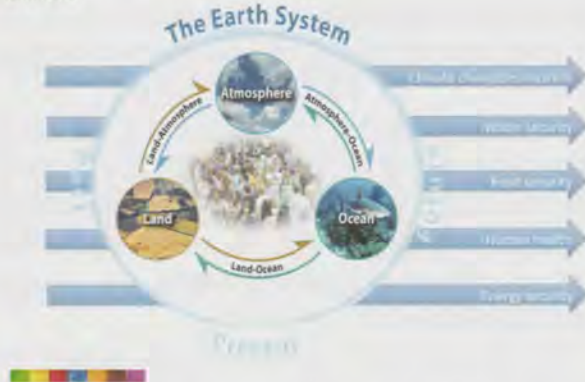 The Earth System
Atmosphere
Land-Atmosphere
Atmosphere-Ocean
Land
Ocean
Land-Ocean
Water security
Food security
Human health
Energy security
Present